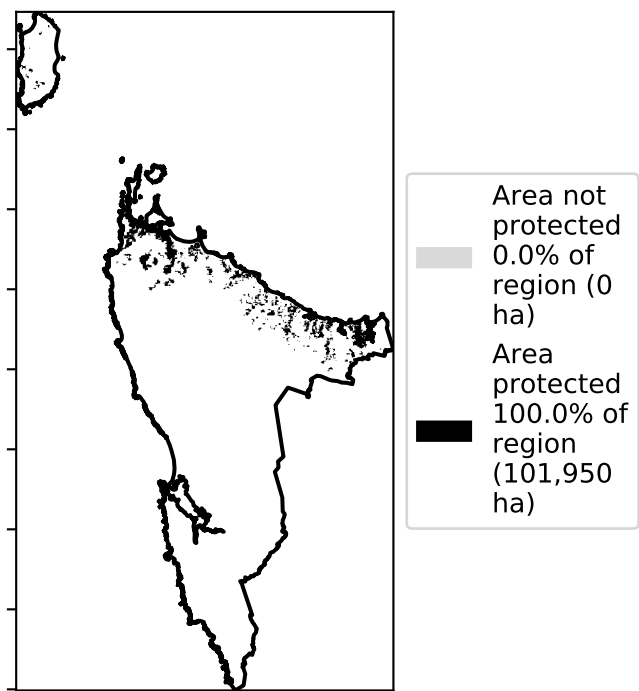 Area not
protected
0.0% of
region (0
ha)
Area
protected
100.0% of
region
(101,950
ha)